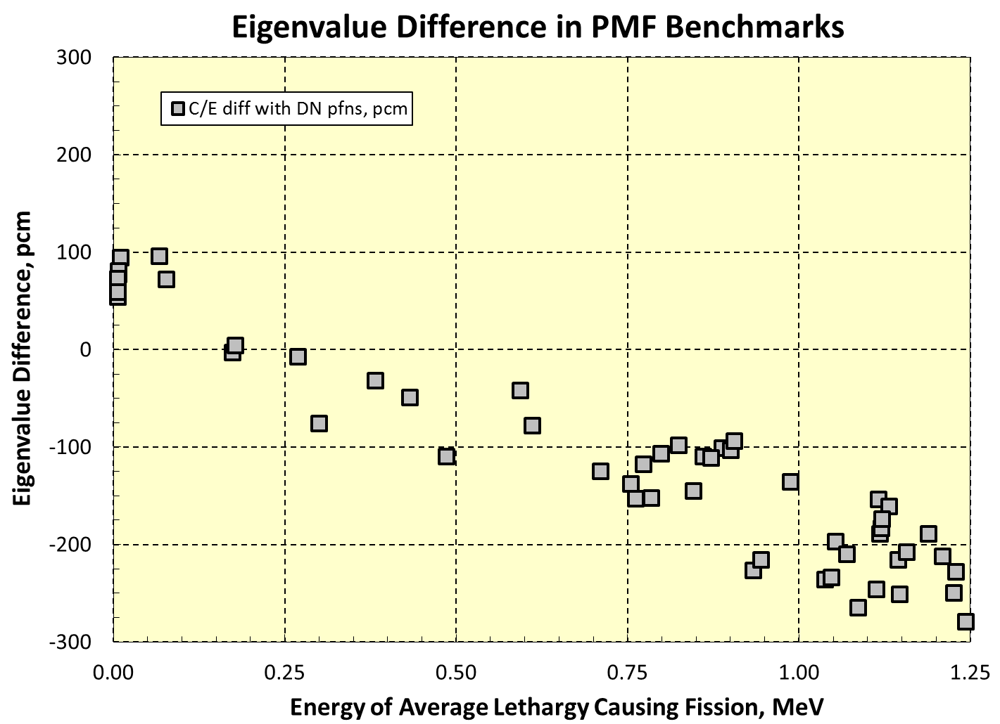 Eigenvalue Difference in PMF Benchmarks
300
C/E diff with DN pfns, pcm
200
100
0
-100
-200
-300
Eigenvalue Difference, pcm
0.00 0.25 0.50 0.75 1.00 1.25
Energy of Average Lethargy Causing Fission, MeV